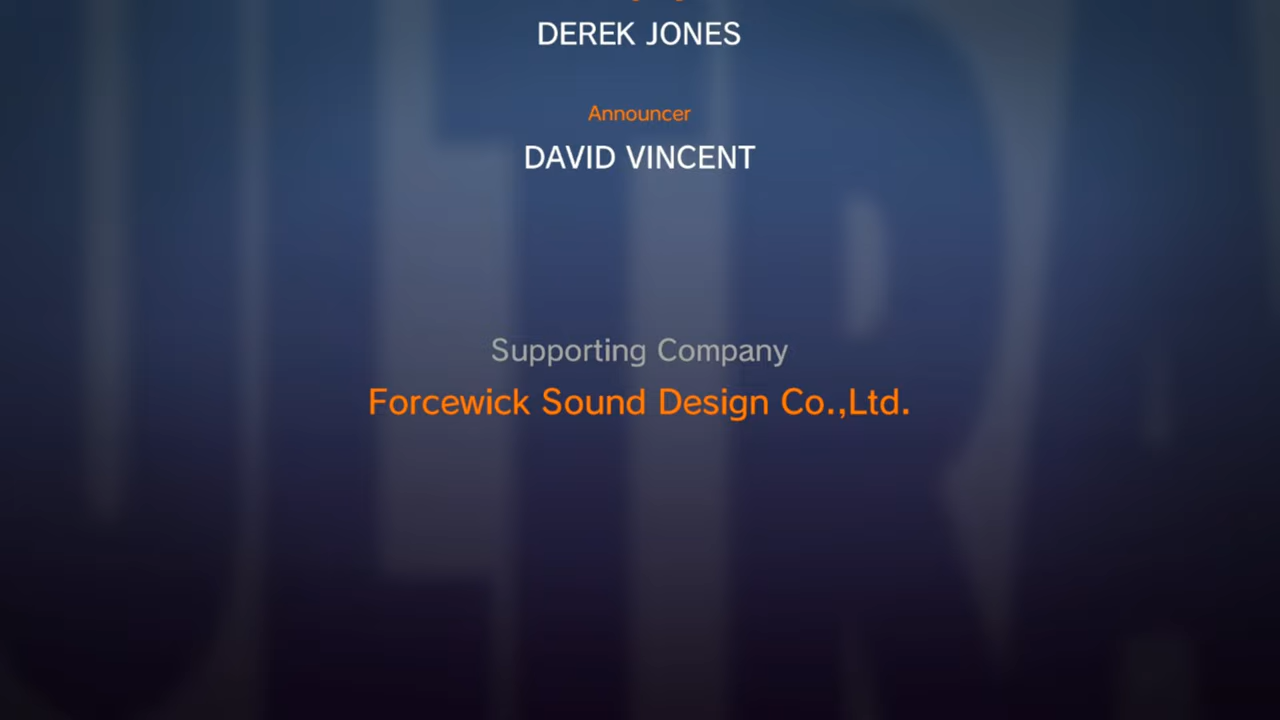 DEREK JONES
Announcer
DAVID VINCENT
Supporting Company
Forcewick Sound Design Co.,Ltd.